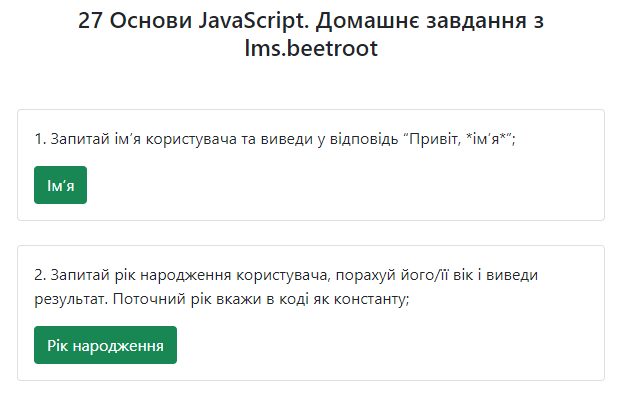 27 Основи JavaScript. Домашнє завдання з
lms.beetroot
1. Запитай ім’я користувача та виведи у відповідь “Привіт, *ім’я*”;
Ім’я
2. Запитай рік народження користувача, порахуй його/її вік і виведи
результат. Поточний рік вкажи в коді як константу;
Рік народження